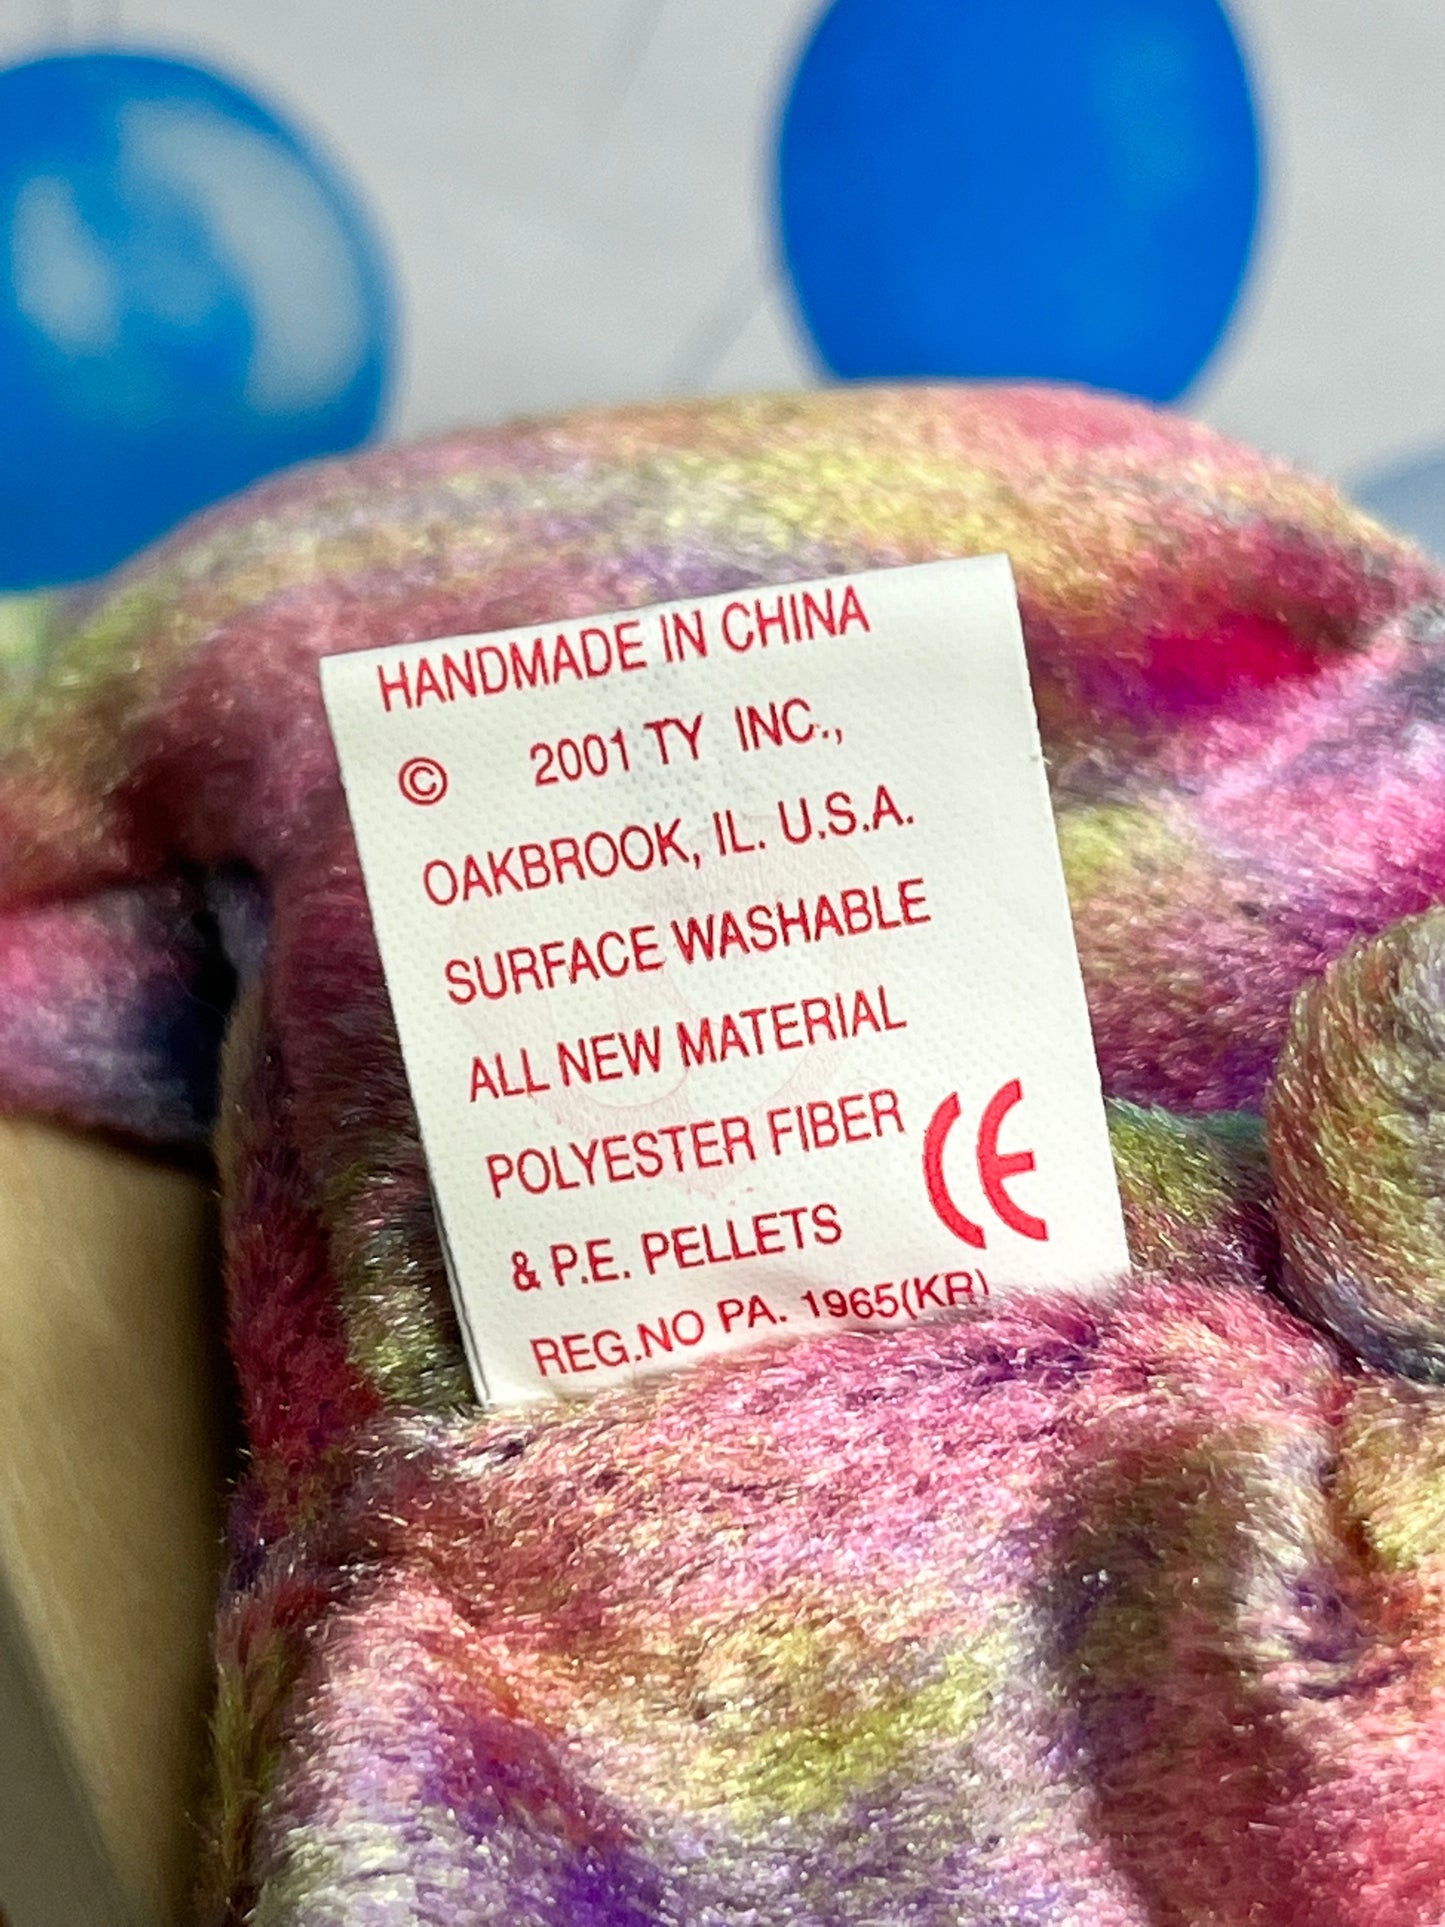 HANDMADE IN CHINA
© 2001 TY INC.,
OAKBROOK, IL. U.S.A.
SURFACE WASHABLE
ALL NEW MATERIAL
POLYESTER FIBER
& P.E. PELLETS CE
REG.NO PA. 1965(KR)